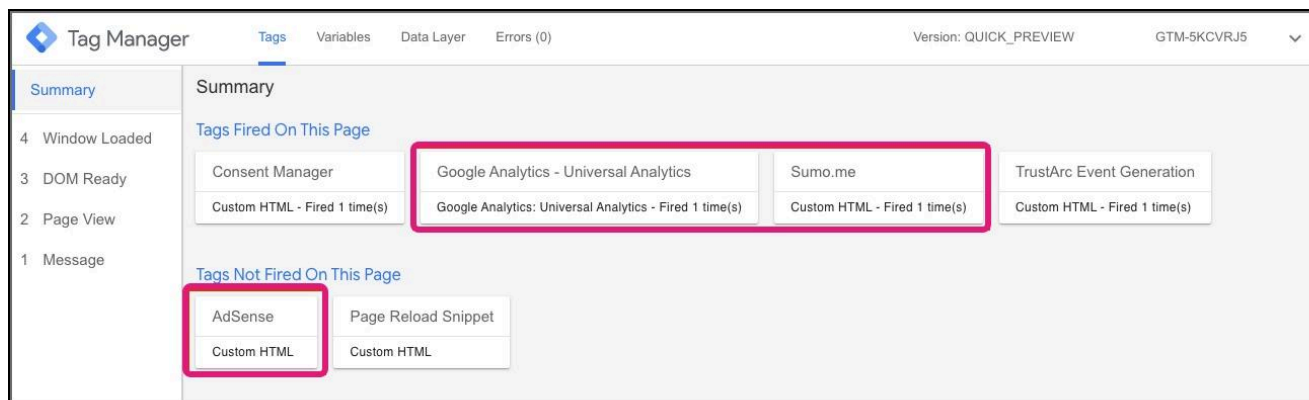 Tag Manager Tags Variables Data Layer Errors (0) Version: QUICK_PREVIEW GTM-5KCVRJ5
Summary
4 Window Loaded
3 DOM Ready
2 Page View
1 Message
Summary
Tags Fired On This Page
Consent Manager
Custom HTML - Fired 1 time(s)
Google Analytics - Universal Analytics
Google Analytics: Universal Analytics - Fired 1 time(s)
Sumo.me
Custom HTML - Fired 1 time(s)
TrustArc Event Generation
Custom HTML - Fired 1 time(s)
Tags Not Fired On This Page
AdSense
Custom HTML
Page Reload Snippet
Custom HTML